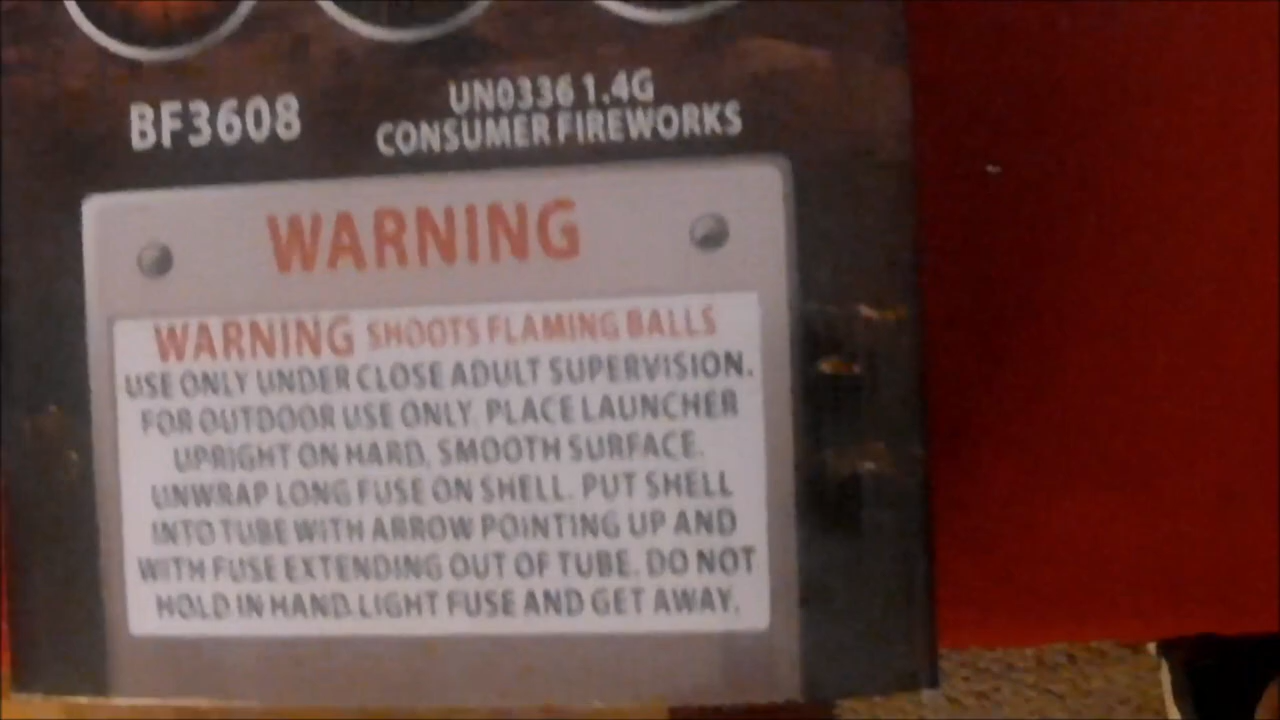 BF3608
UN0336 1.4G
CONSUMER FIREWORKS
WARNING
WARNING SHOOTS FLAMING BALLS
USE ONLY UNDER CLOSE ADULT SUPERVISION.
FOR OUTDOOR USE ONLY. PLACE LAUNCHER
UPRIGHT ON HARD, SMOOTH SURFACE.
UNWRAP LONG FUSE ON SHELL. PUT SHELL
INTO TUBE WITH ARROW POINTING UP AND
WITH FUSE EXTENDING OUT OF TUBE. DO NOT
HOLD IN HAND.LIGHT FUSE AND GET AWAY.